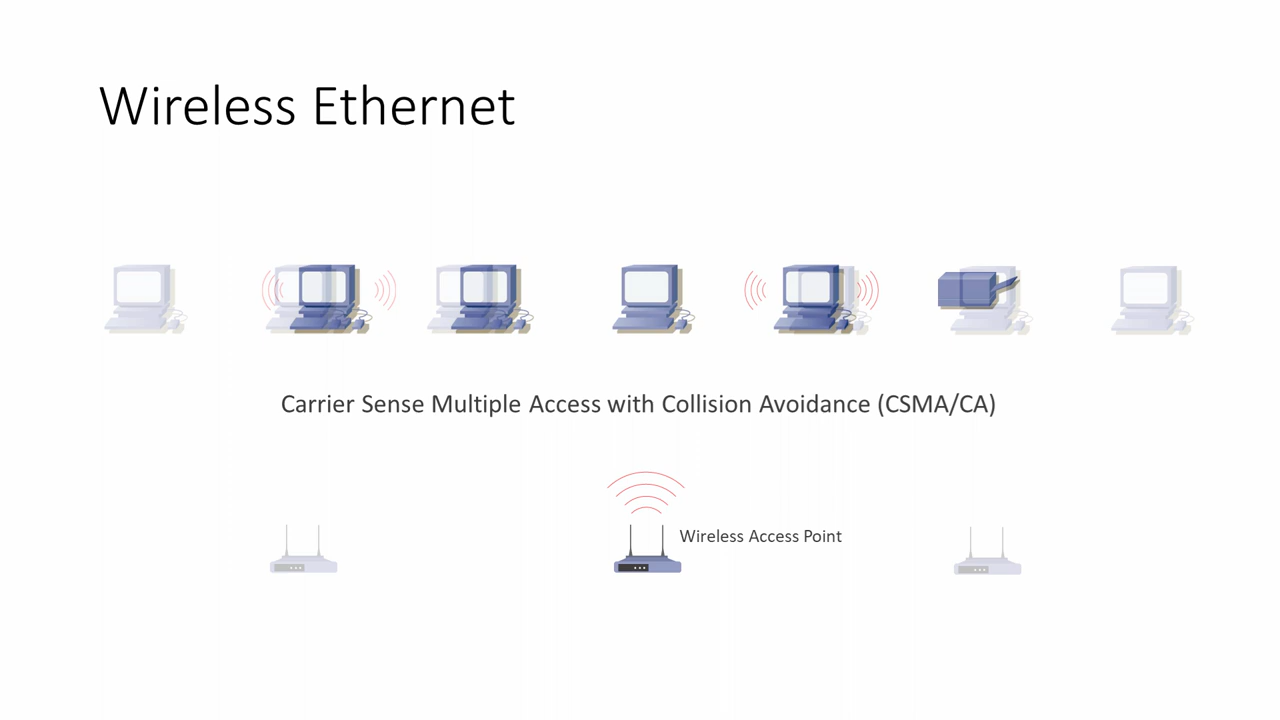 Wireless Ethernet
Carrier Sense Multiple Access with Collision Avoidance (CSMA/CA)
Wireless Access Point